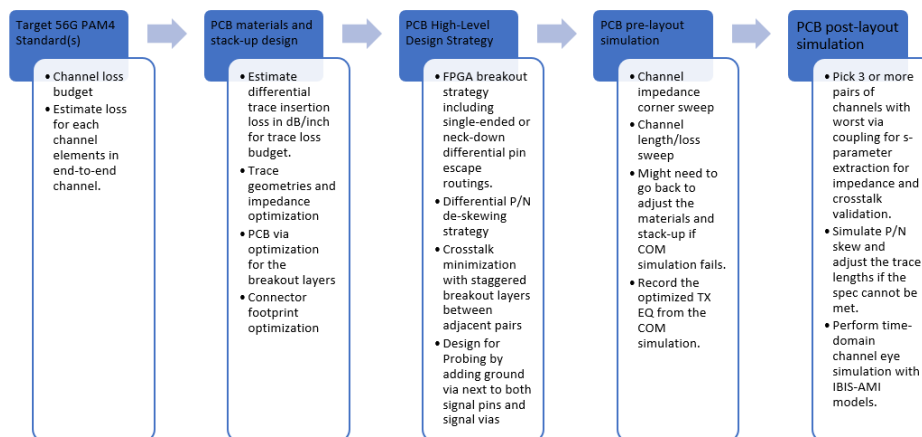 Target 56G PAM4
Standard(s)
• Channel loss
budget
• Estimate loss
for each
channel
elements in
end-to-end
channel.
PCB materials and
stack-up design
• Estimate
differential
trace insertion
loss in dB/inch
for trace loss
budget.
• Trace
geometries and
impedance
optimization
• PCB via
optimization
for the
breakout layers
• Connector
footprint
optimization
PCB High-Level
Design Strategy
• FPGA breakout
strategy
including
single-ended or
neck-down
differential pin
escape
routings.
• Differential P/N
de-skewing
strategy
• Crosstalk
minimization
with staggered
breakout layers
between
adjacent pairs
• Design for
Probing by
adding ground
via next to both
signal pins and
signal vias
PCB pre-layout
simulation
• Channel
impedance
corner sweep
• Channel
length/loss
sweep
• Might need to
go back to
adjust the
materials and
stack-up if
COM
simulation fails.
• Record the
optimized TX
EQ from the
COM
simulation.
PCB post-layout
simulation
• Pick 3 or more
pairs of
channels with
worst via
coupling for s-
parameter
extraction for
impedance and
crosstalk
validation.
• Simulate P/N
skew and
adjust the trace
lengths if the
spec cannot be
met.
• Perform time-
domain
channel eye
simulation with
IBIS-AMI
models.